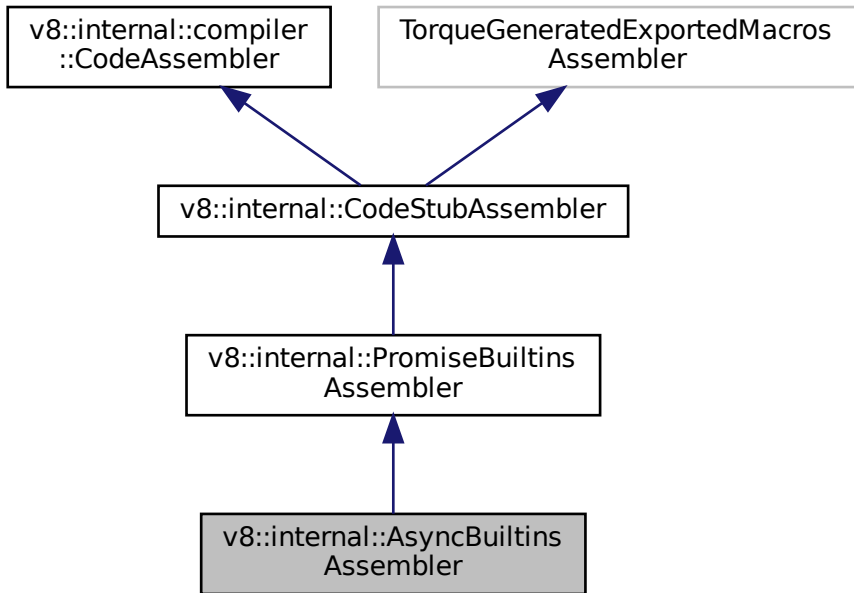 v8::internal::compiler
::CodeAssembler
TorqueGeneratedExportedMacros
Assembler
v8::internal::CodeStubAssembler
v8::internal::PromiseBuiltins
Assembler
v8::internal::AsyncBuiltins
Assembler